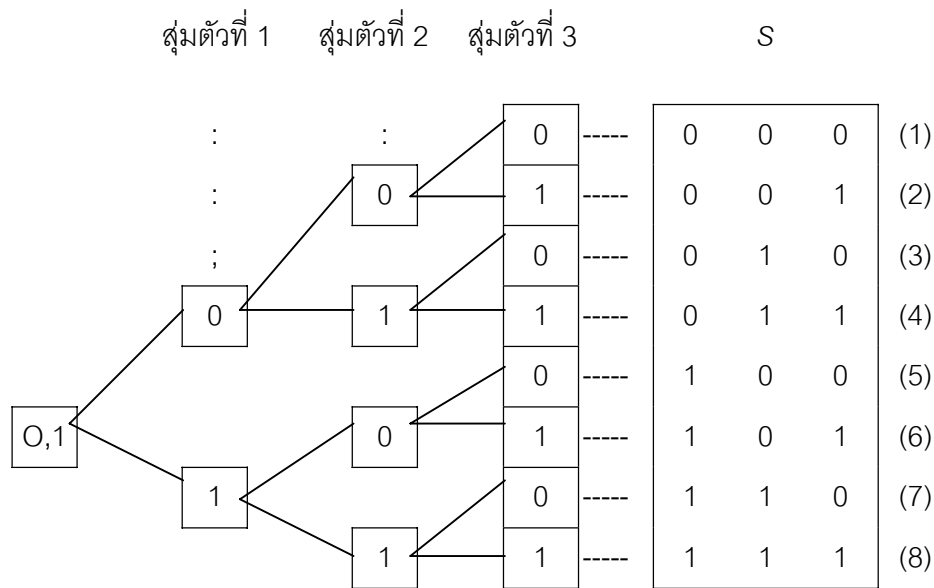 สุ่มตัวที่ 1 สุ่มตัวที่ 2 สุ่มตัวที่ 3 S
: : 0 ----- 0 0 0 (1)
: 0 1 ----- 0 0 1 (2)
; 0 ----- 0 1 0 (3)
0 1 1 ----- 0 1 1 (4)
0 ----- 1 0 0 (5)
O,1 0 1 ----- 1 0 1 (6)
1 0 ----- 1 1 0 (7)
1 1 ----- 1 1 1 (8)